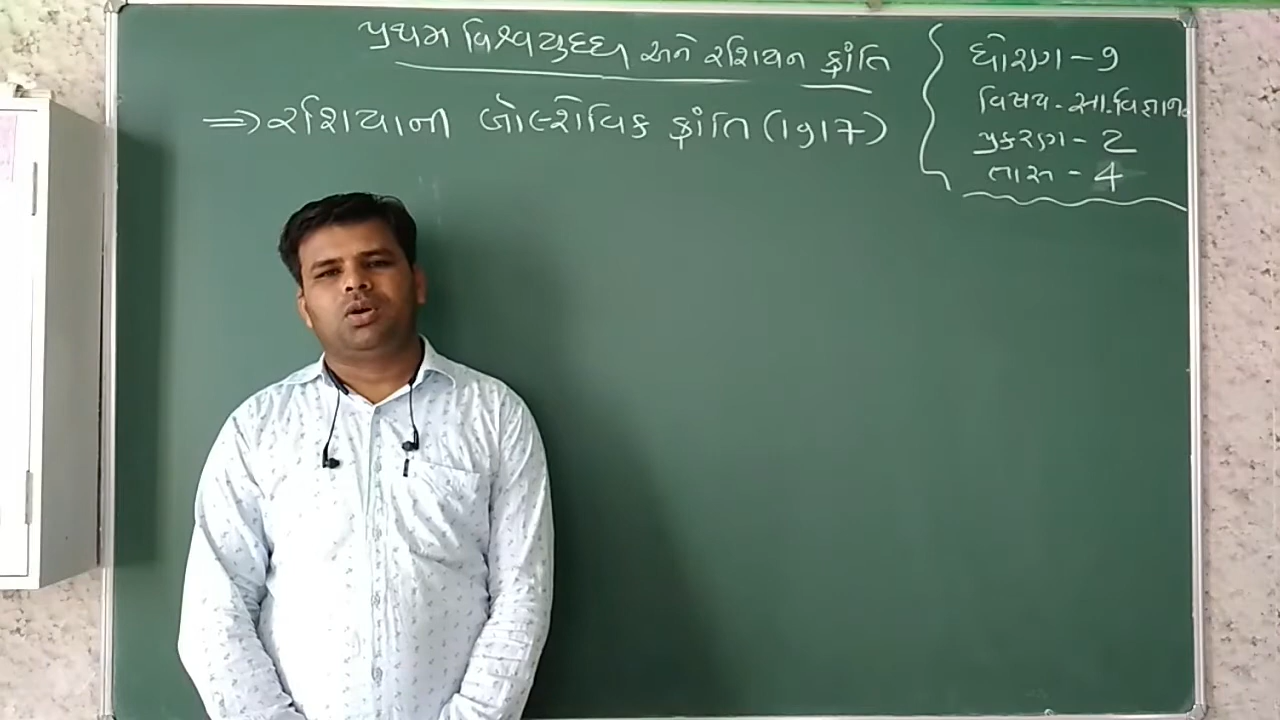 પ્રથમ વિશ્વયુદ્ધ અને રશિયન ક્રાંતિ
⇒ રશિયાની બોલ્શેવિક ક્રાંતિ (1917)
ધોરણ - 9
વિષય - સા. વિજ્ઞાન
પ્રકરણ - 2
તાસ - 4